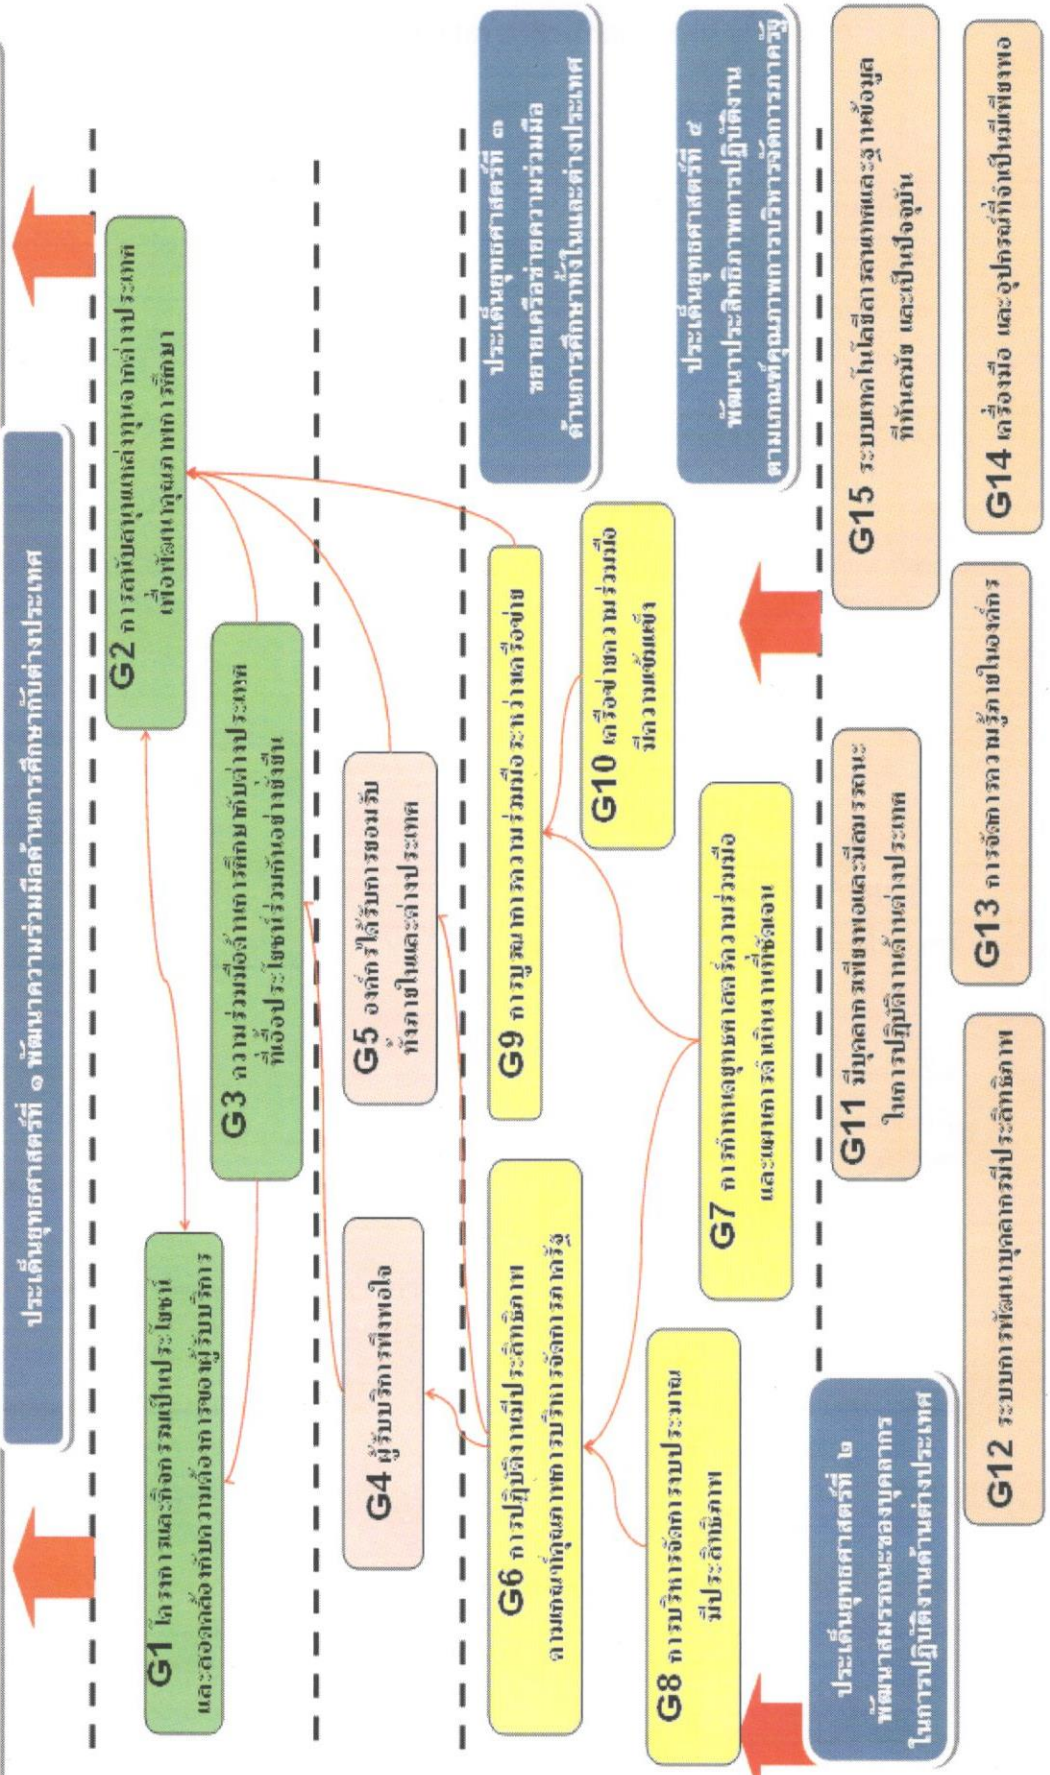 ประเด็นยุทธศาสตร์ที่ ๑ พัฒนาความร่วมมือด้านการศึกษากับต่างประเทศ
G1 โครงการและกิจกรรมเป็นประโยชน์
และสอดคล้องกับความต้องการของผู้รับบริการ
G2 การสนับสนุนแหล่งทุนจากต่างประเทศ
เพื่อพัฒนาคุณภาพการศึกษา
G3 ความร่วมมือด้านการศึกษากับต่างประเทศ
ที่เอื้อประโยชน์ร่วมกันอย่างยั่งยืน
G4 ผู้รับบริการพึงพอใจ
G5 องค์กรได้รับการยอมรับ
ทั้งภายในและต่างประเทศ
G6 การปฏิบัติงานมีประสิทธิภาพ
ตามเกณฑ์คุณภาพการบริหารจัดการภาครัฐ
G9 การบูรณาการความร่วมมือระหว่างเครือข่าย
ประเด็นยุทธศาสตร์ที่ ๓
ขยายเครือข่ายความร่วมมือ
ด้านการศึกษาทั้งในและต่างประเทศ
G10 เครือข่ายความร่วมมือ
มีความเข้มแข็ง
G8 การบริหารจัดการงบประมาณ
มีประสิทธิภาพ
G7 การกำหนดยุทธศาสตร์ความร่วมมือ
และแผนการดำเนินงานที่ชัดเจน
ประเด็นยุทธศาสตร์ที่ ๔
พัฒนาประสิทธิภาพการปฏิบัติงาน
ตามเกณฑ์คุณภาพการบริหารจัดการภาครัฐ
ประเด็นยุทธศาสตร์ที่ ๒
พัฒนาสมรรถนะของบุคลากร
ในการปฏิบัติงานด้านต่างประเทศ
G11 มีบุคลากรเพียงพอและมีสมรรถนะ
ในการปฏิบัติงานด้านต่างประเทศ
G15 ระบบเทคโนโลยีสารสนเทศและฐานข้อมูล
ที่ทันสมัย และเป็นปัจจุบัน
G12 ระบบการพัฒนาบุคลากรมีประสิทธิภาพ
G13 การจัดการความรู้ภายในองค์กร
G14 เครื่องมือ และอุปกรณ์ที่จำเป็นมีเพียงพอ